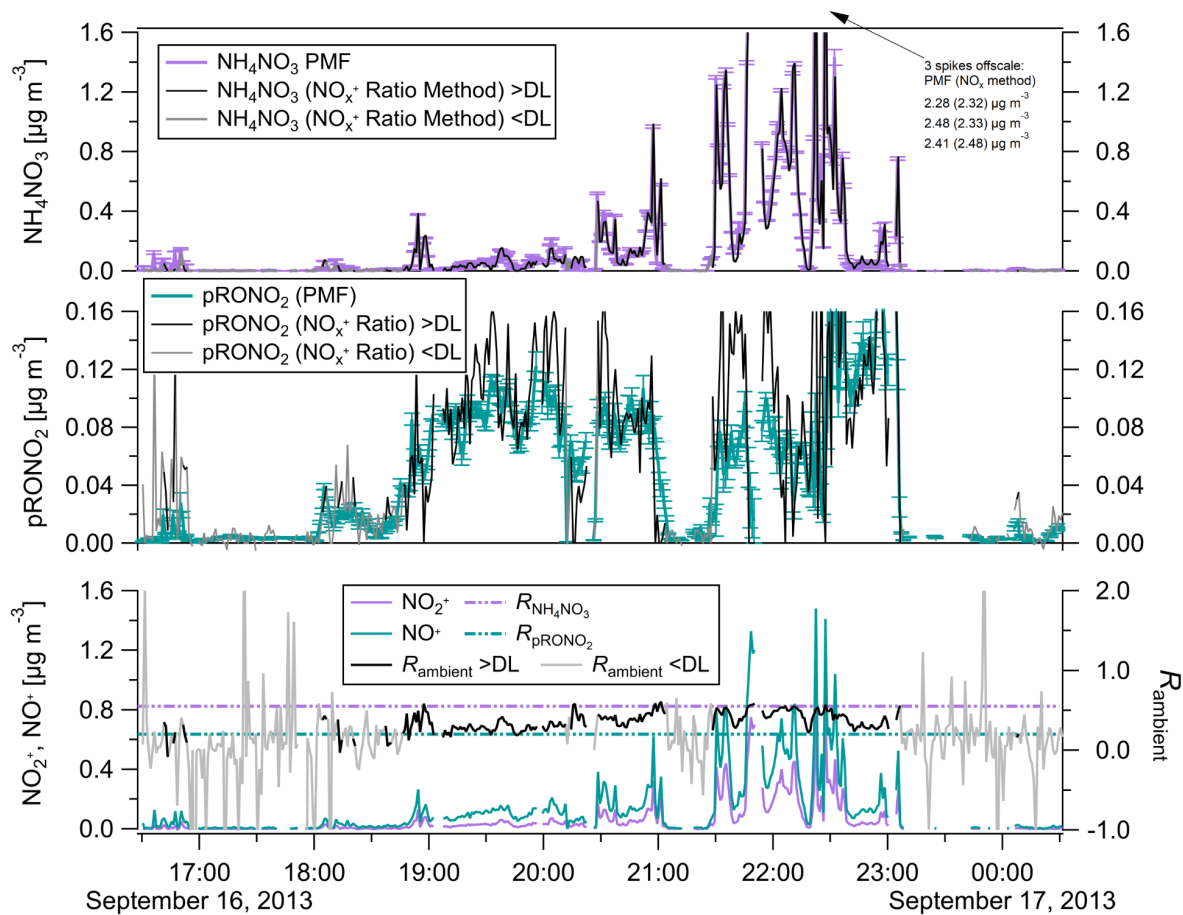 1.6
1.2
0.8
0.4
0.0
NH₄NO₃ [µg m⁻³]
NH₄NO₃ PMF
NH₄NO₃ (NOₓ⁺ Ratio Method) >DL
NH₄NO₃ (NOₓ⁺ Ratio Method) <DL
3 spikes offscale:
PMF (NOₓ method)
2.28 (2.32) µg m⁻³
2.48 (2.33) µg m⁻³
2.41 (2.48) µg m⁻³
1.6
1.2
0.8
0.4
0.0
0.16
0.12
0.08
0.04
0.00
pRONO₂ [µg m⁻³]
pRONO₂ (PMF)
pRONO₂ (NOₓ⁺ Ratio) >DL
pRONO₂ (NOₓ⁺ Ratio) <DL
0.16
0.12
0.08
0.04
0.00
1.6
1.2
0.8
0.4
0.0
NO₂⁺, NO⁺ [µg m⁻³]
NO₂⁺ R_NH₄NO₃
NO⁺ R_pRONO₂
R_ambient >DL R_ambient <DL
2.0
1.0
0.0
-1.0
R_ambient
17:00 18:00 19:00 20:00 21:00 22:00 23:00 00:00
September 16, 2013 September 17, 2013